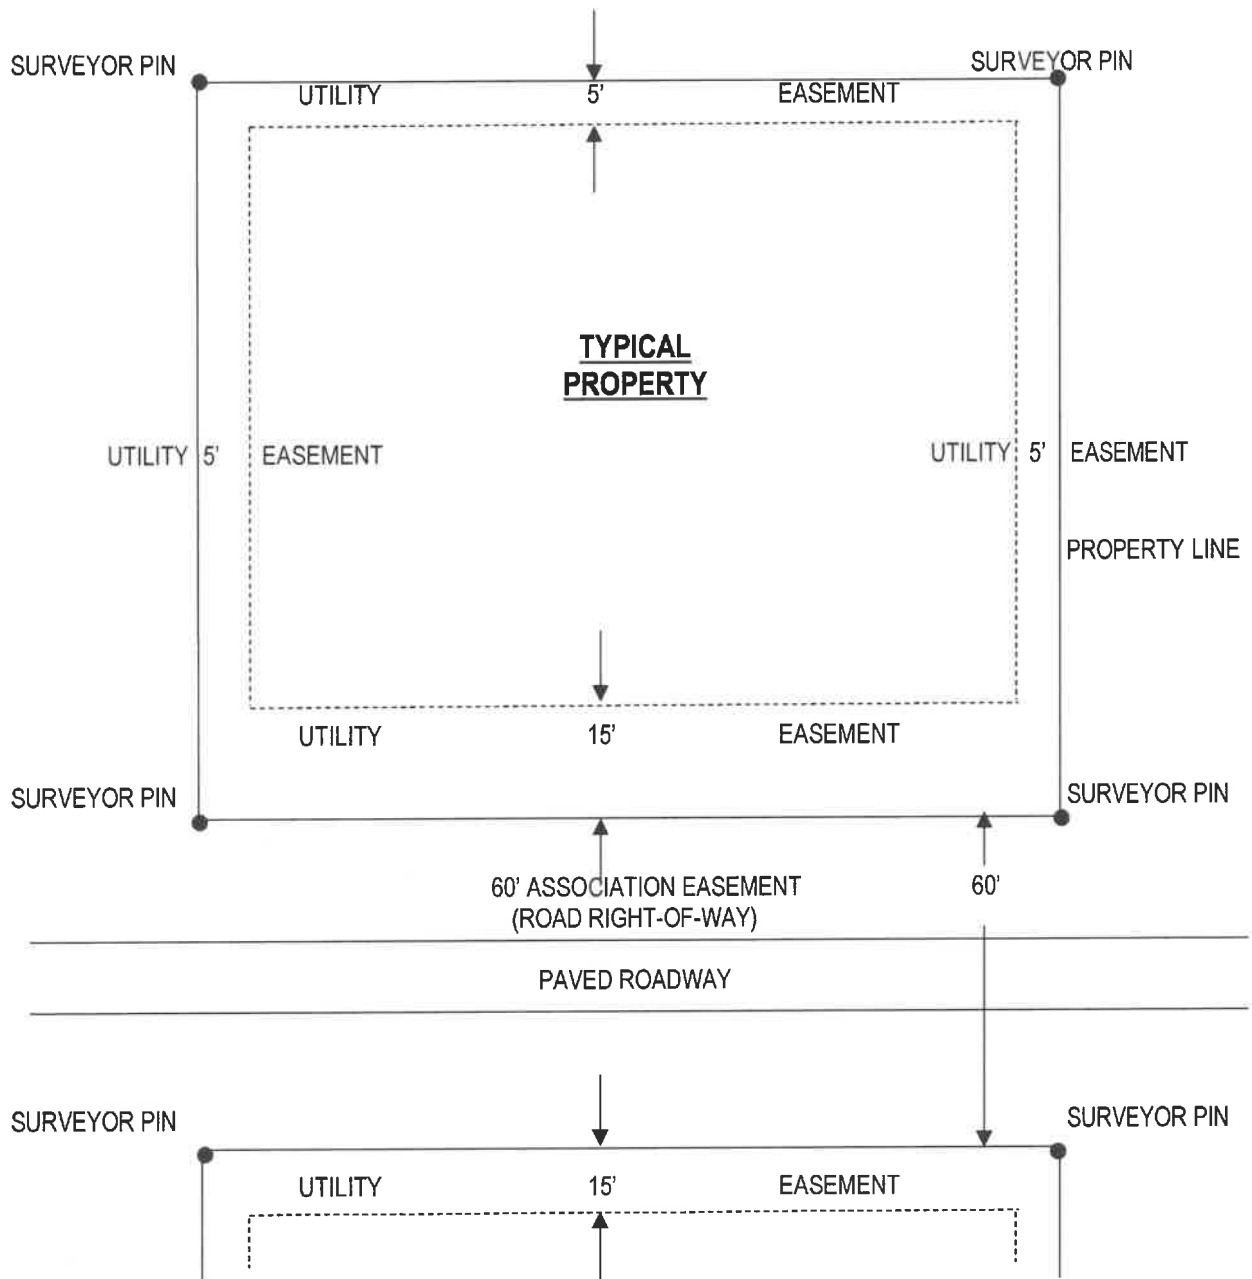 SURVEYOR PIN
SURVEYOR PIN
UTILITY 5' EASEMENT
TYPICAL
PROPERTY
UTILITY 5' EASEMENT
UTILITY 5' EASEMENT
PROPERTY LINE
UTILITY 15' EASEMENT
SURVEYOR PIN
SURVEYOR PIN
60' ASSOCIATION EASEMENT
(ROAD RIGHT-OF-WAY)
60'
PAVED ROADWAY
SURVEYOR PIN
SURVEYOR PIN
UTILITY 15' EASEMENT